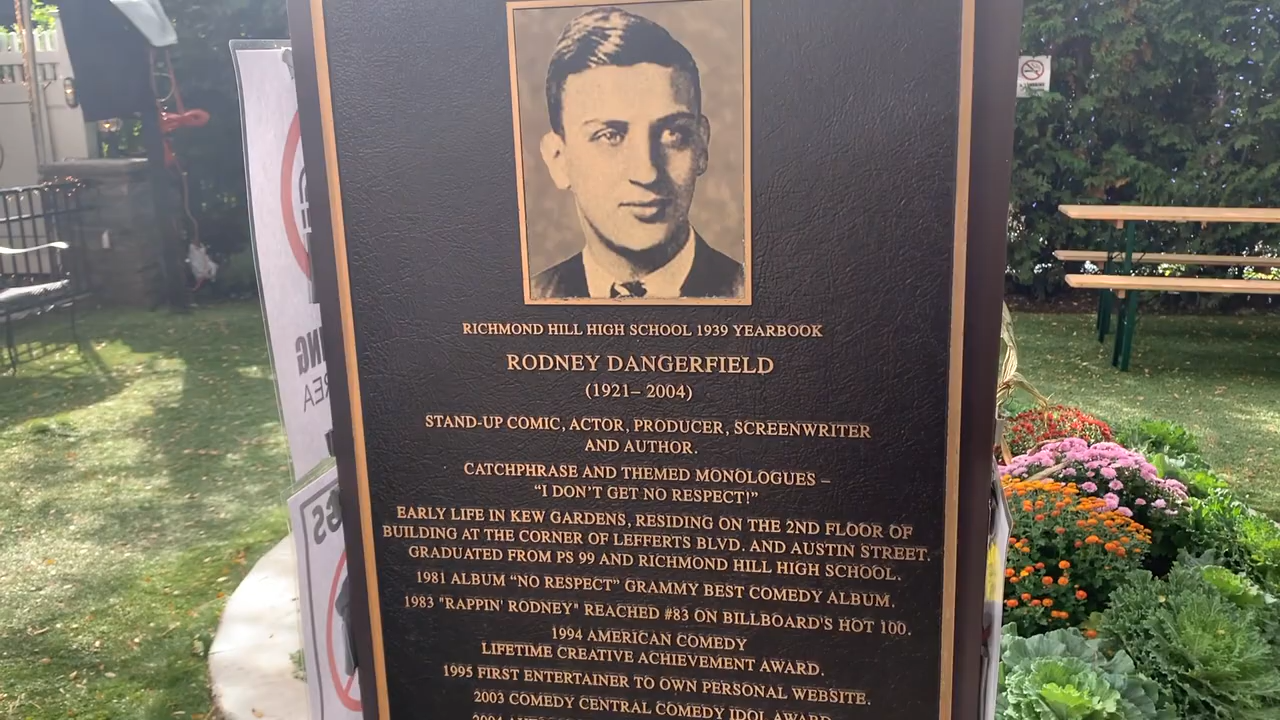 RICHMOND HILL HIGH SCHOOL 1939 YEARBOOK
RODNEY DANGERFIELD
(1921– 2004)
STAND-UP COMIC, ACTOR, PRODUCER, SCREENWRITER
AND AUTHOR.
CATCHPHRASE AND THEMED MONOLOGUES –
“I DON’T GET NO RESPECT!”
EARLY LIFE IN KEW GARDENS, RESIDING ON THE 2ND FLOOR OF
BUILDING AT THE CORNER OF LEFFERTS BLVD. AND AUSTIN STREET.
GRADUATED FROM PS 99 AND RICHMOND HILL HIGH SCHOOL.
1981 ALBUM “NO RESPECT” GRAMMY BEST COMEDY ALBUM.
1983 "RAPPIN' RODNEY" REACHED #83 ON BILLBOARD'S HOT 100.
1994 AMERICAN COMEDY
LIFETIME CREATIVE ACHIEVEMENT AWARD.
1995 FIRST ENTERTAINER TO OWN PERSONAL WEBSITE.
2003 COMEDY CENTRAL COMEDY IDOL AWARD
2004